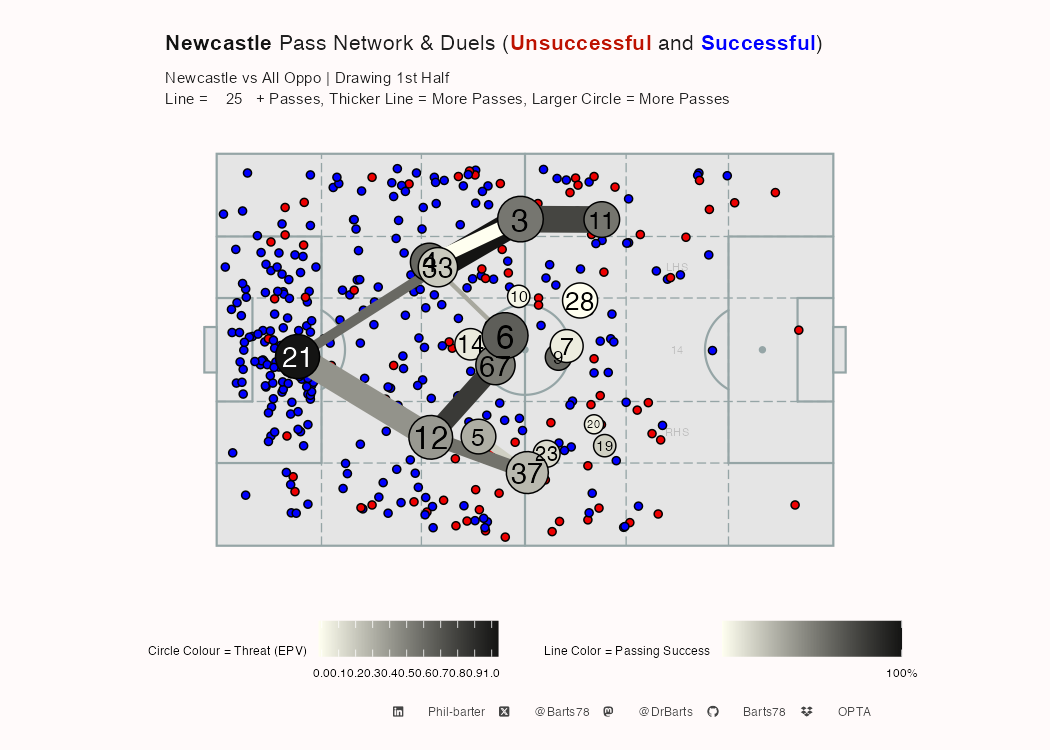 Newcastle Pass Network & Duels (Unsuccessful and Successful)
Newcastle vs All Oppo | Drawing 1st Half
Line = 25 + Passes, Thicker Line = More Passes, Larger Circle = More Passes
3
11
4
33
LHS
10
28
6
14
7
14
9
21
67
20
12
5
RHS
19
23
37
Circle Colour = Threat (EPV)
0.00.10.20.30.40.50.60.70.80.91.0
Line Color = Passing Success
100%
Phil-barter @Barts78 @DrBarts Barts78 OPTA